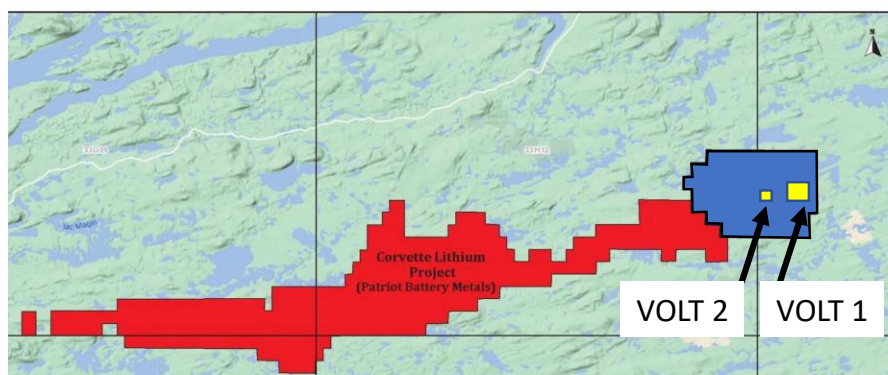 N
33G09
33H12
lac Magin
Corvette Lithium
Project
(Patriot Battery Metals)
VOLT 2
VOLT 1